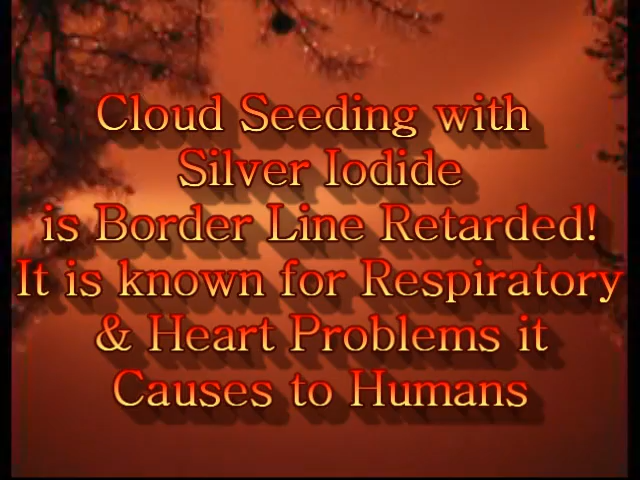 Cloud Seeding with
Silver Iodide
is Border Line Retarded!
It is known for Respiratory
& Heart Problems it
Causes to Humans